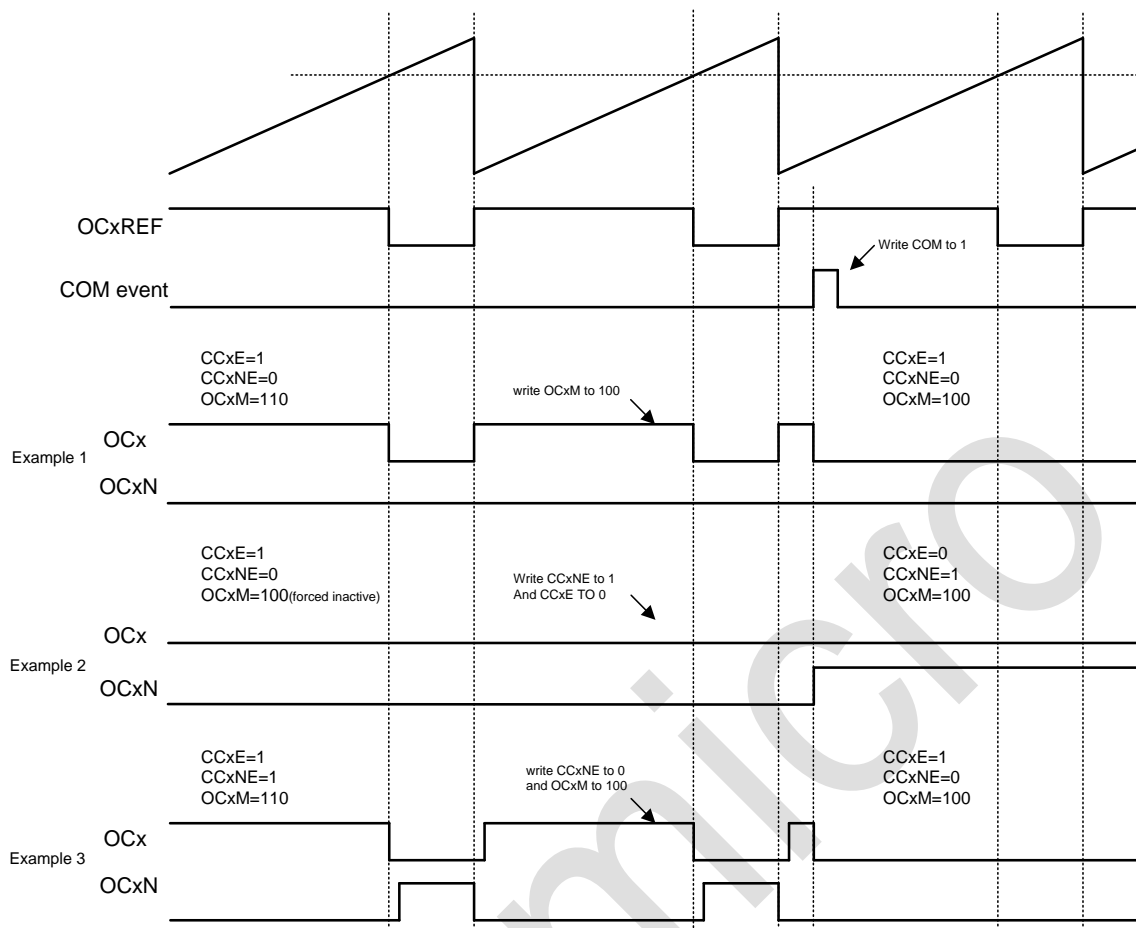 OCxREF
Write COM to 1
COM event
CCxE=1
CCxNE=0
OCxM=110
write OCxM to 100
CCxE=1
CCxNE=0
OCxM=100
OCx
Example 1
OCxN
CCxE=1
CCxNE=0
OCxM=100(forced inactive)
Write CCxNE to 1
And CCxE TO 0
CCxE=0
CCxNE=1
OCxM=100
OCx
Example 2
OCxN
CCxE=1
CCxNE=1
OCxM=110
write CCxNE to 0
and OCxM to 100
CCxE=1
CCxNE=0
OCxM=100
OCx
Example 3
OCxN
micro